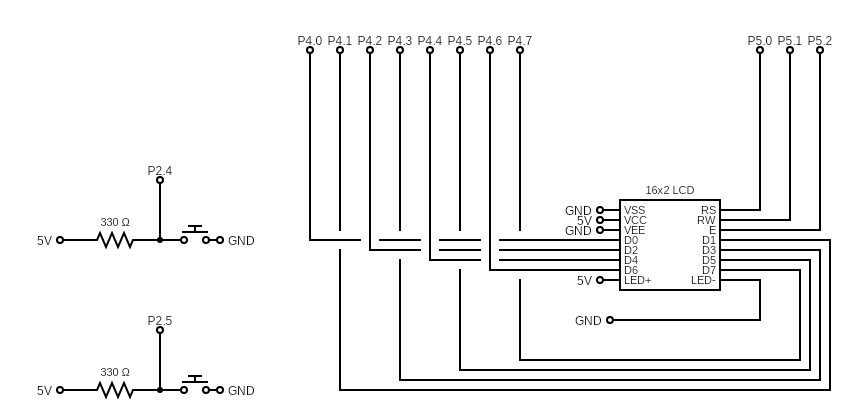 P4.0 P4.1 P4.2 P4.3 P4.4 P4.5 P4.6 P4.7 P5.0 P5.1 P5.2
P2.4
330 Ω
5V GND
16x2 LCD
GND VSS RS
5V VCC RW
GND VEE E
D0 D1
D2 D3
D4 D5
D6 D7
5V LED+ LED-
GND
P2.5
330 Ω
5V GND